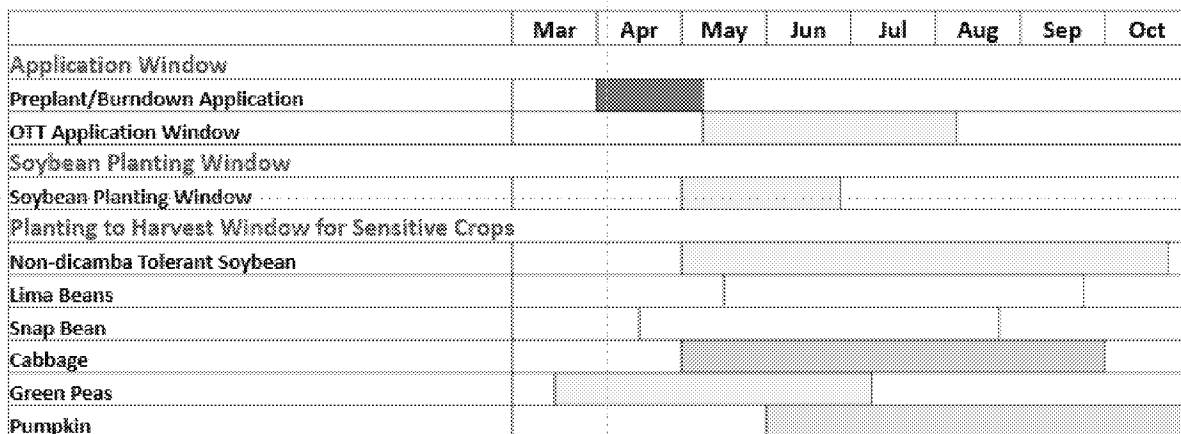 Mar Apr May Jun Jul Aug Sep Oct
Application Window
Preplant/Burndown Application
OTT Application Window
Soybean Planting Window
Soybean Planting Window
Planting to Harvest Window for Sensitive Crops
Non-dicamba Tolerant Soybean
Lima Beans
Snap Bean
Cabbage
Green Peas
Pumpkin